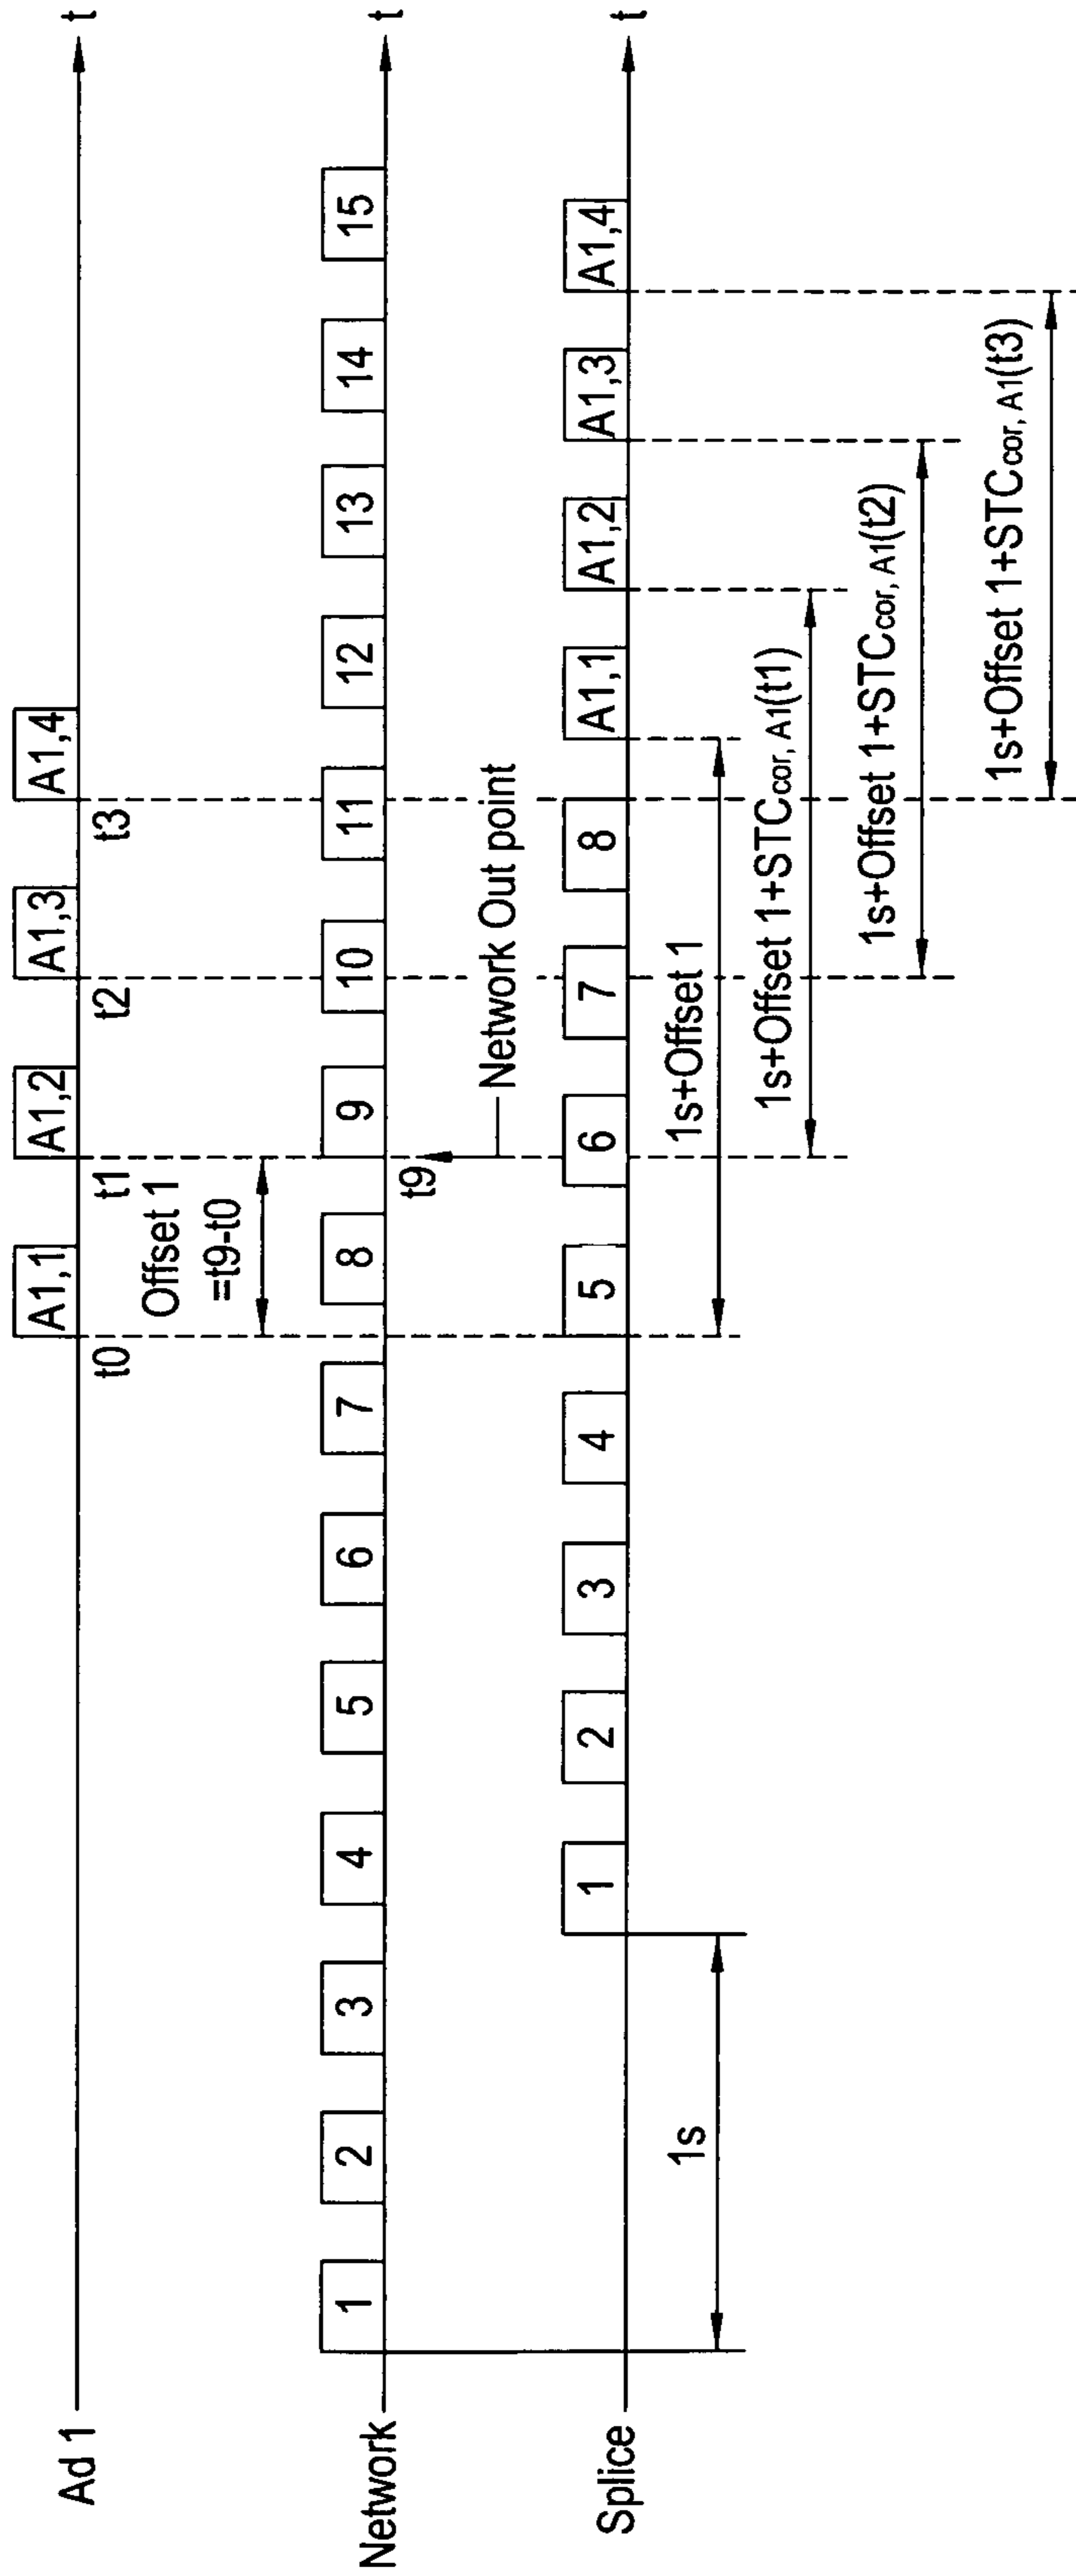 Ad 1
A1,1
A1,2
A1,3
A1,4
t
t0
t1
t2
t3
Offset 1
=t9-t0
Network
1
2
3
4
5
6
7
8
9
10
11
12
13
14
15
t
t9
Network Out point
Splice
1
2
3
4
5
6
7
8
A1,1
A1,2
A1,3
A1,4
t
1s
1s+Offset 1
1s+Offset 1+STCcor, A1(t1)
1s+Offset 1+STCcor, A1(t2)
1s+Offset 1+STCcor, A1(t3)